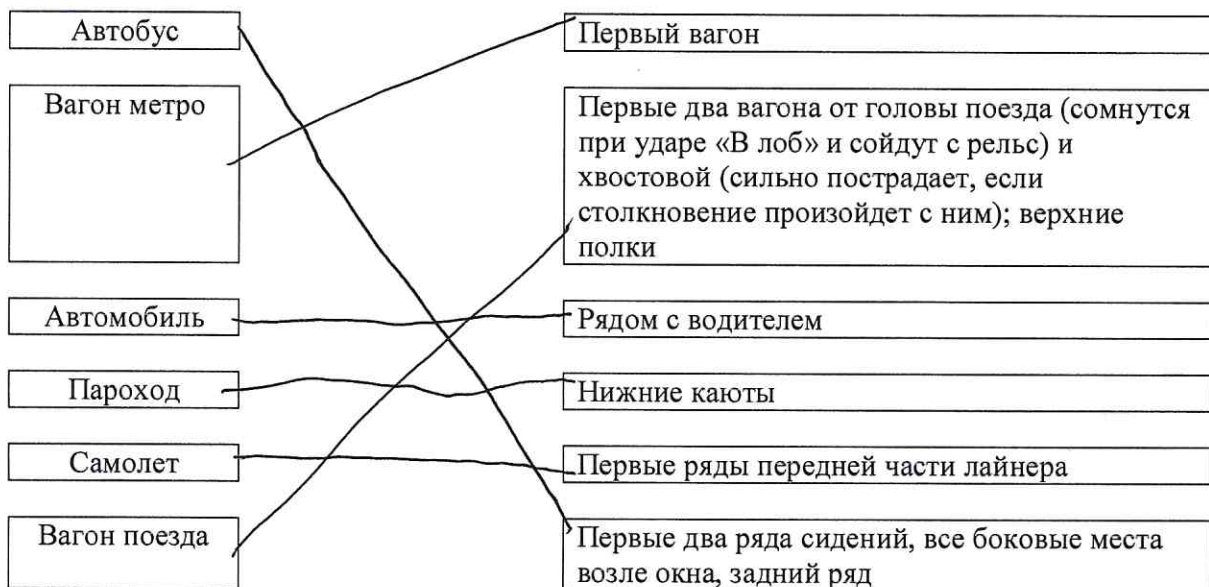 Автобус
Первый вагон
Вагон метро
Первые два вагона от головы поезда (сомнутся
при ударе «В лоб» и сойдут с рельс) и
хвостовой (сильно пострадает, если
столкновение произойдет с ним); верхние
полки
Автомобиль
Рядом с водителем
Пароход
Нижние каюты
Самолет
Первые ряды передней части лайнера
Вагон поезда
Первые два ряда сидений, все боковые места
возле окна, задний ряд